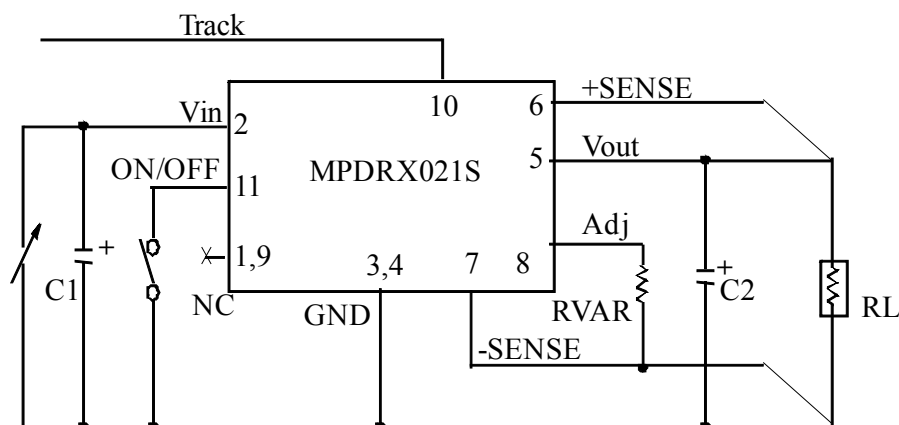 Track
Vin
2
10
6
+SENSE
5
Vout
ON/OFF
11
MPDRX021S
Adj
+
C1
1,9
3,4
7
8
+
C2
NC
GND
RVAR
RL
-SENSE